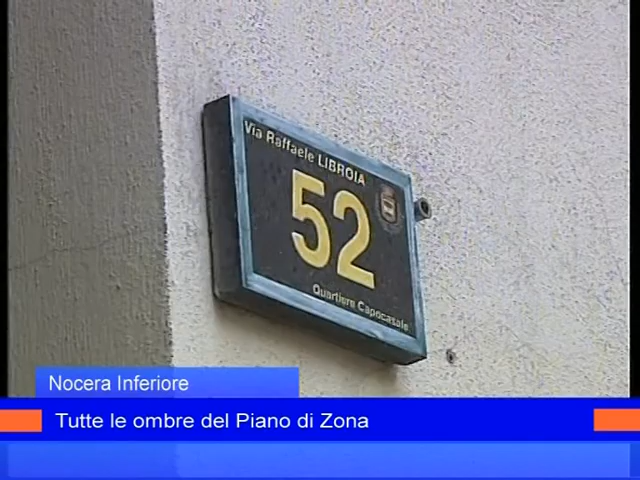 Via Raffaele LIBROIA
52
Quartiere Capocasale
Nocera Inferiore
Tutte le ombre del Piano di Zona